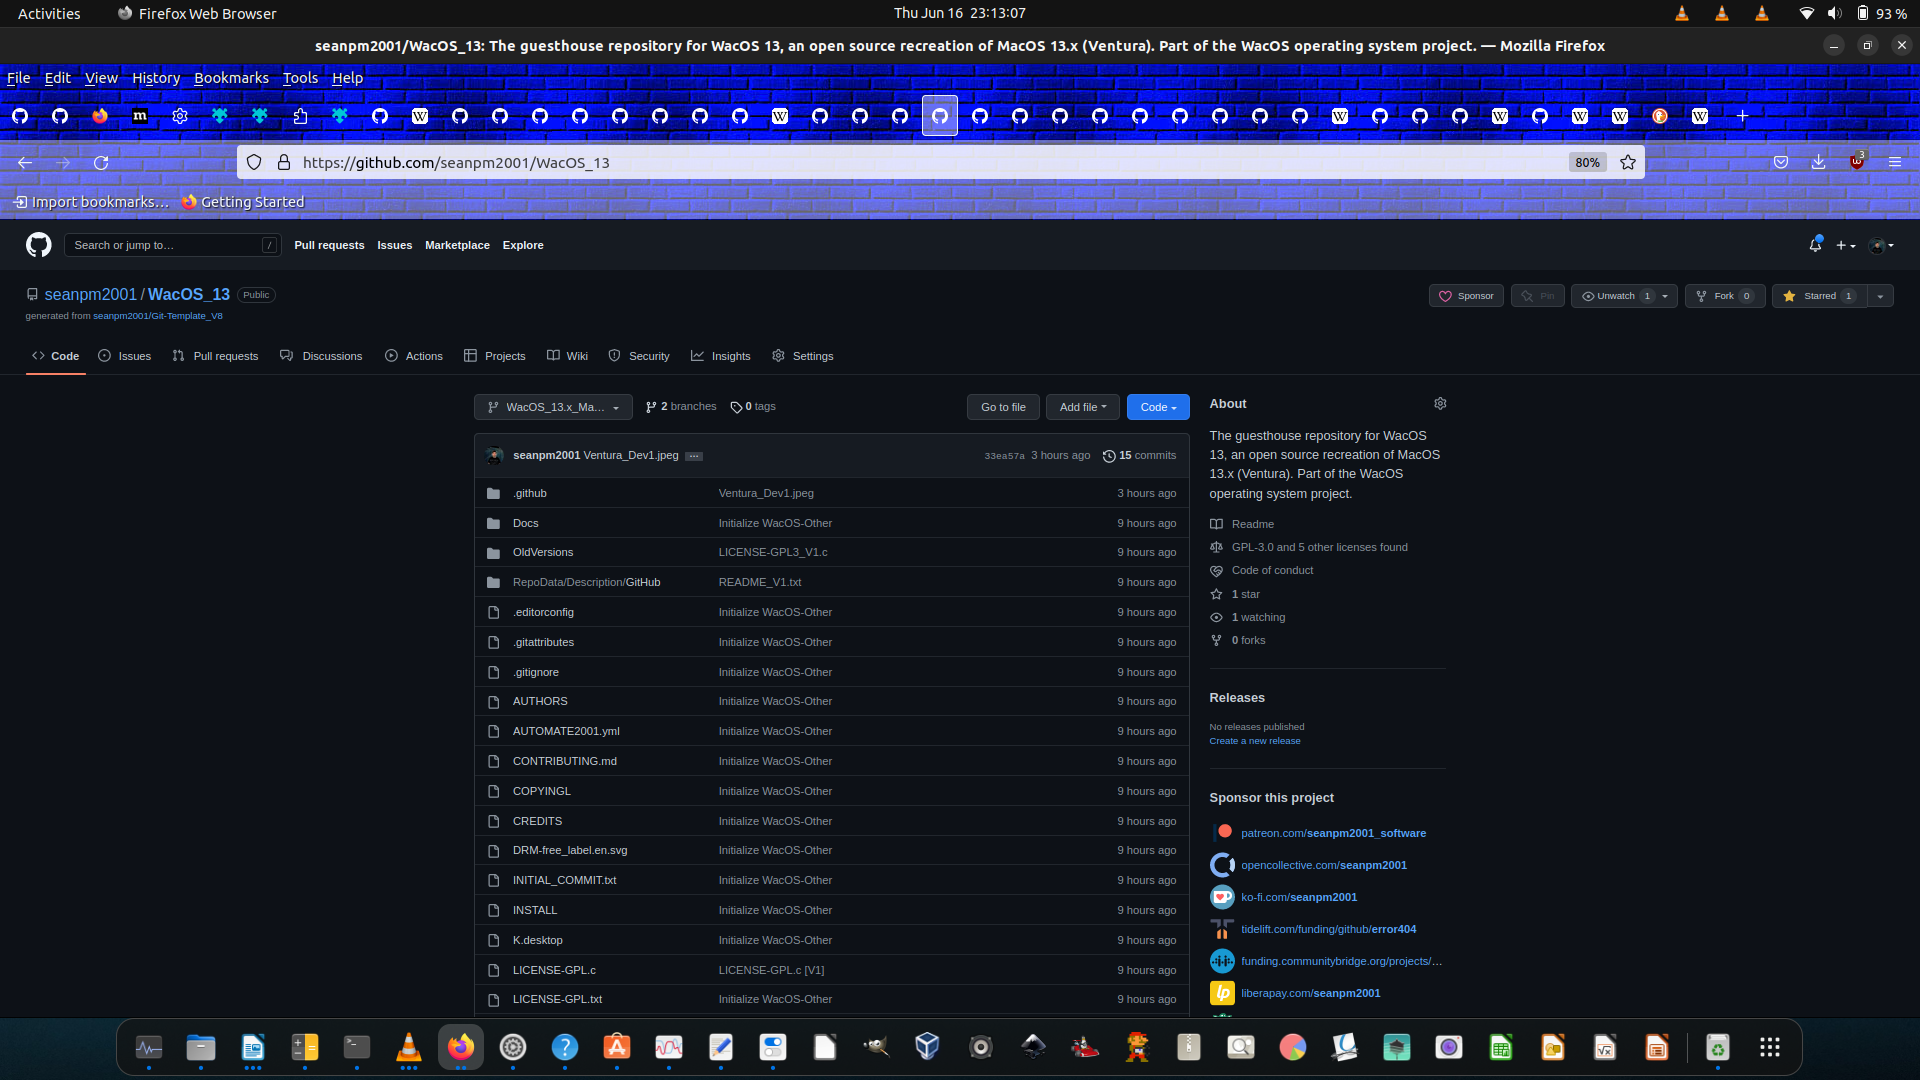 Activities Firefox Web Browser Thu Jun 16 23:13:07 93 %
seanpm2001/WacOS_13: The guesthouse repository for WacOS 13, an open source recreation of MacOS 13.x (Ventura). Part of the WacOS operating system project. — Mozilla Firefox
File Edit View History Bookmarks Tools Help
https://github.com/seanpm2001/WacOS_13 80% 3
Import bookmarks… Getting Started
Search or jump to… / Pull requests Issues Marketplace Explore
seanpm2001 / WacOS_13 Public Sponsor Pin Unwatch 1 Fork 0 Starred 1
generated from seanpm2001/Git-Template_V8
Code Issues Pull requests Discussions Actions Projects Wiki Security Insights Settings
WacOS_13.x_Ma... 2 branches 0 tags Go to file Add file Code
seanpm2001 Ventura_Dev1.jpeg ... 33ea57a 3 hours ago 15 commits
.github Ventura_Dev1.jpeg 3 hours ago
Docs Initialize WacOS-Other 9 hours ago
OldVersions LICENSE-GPL3_V1.c 9 hours ago
RepoData/Description/GitHub README_V1.txt 9 hours ago
.editorconfig Initialize WacOS-Other 9 hours ago
.gitattributes Initialize WacOS-Other 9 hours ago
.gitignore Initialize WacOS-Other 9 hours ago
AUTHORS Initialize WacOS-Other 9 hours ago
AUTOMATE2001.yml Initialize WacOS-Other 9 hours ago
CONTRIBUTING.md Initialize WacOS-Other 9 hours ago
COPYINGL Initialize WacOS-Other 9 hours ago
CREDITS Initialize WacOS-Other 9 hours ago
DRM-free_label.en.svg Initialize WacOS-Other 9 hours ago
INITIAL_COMMIT.txt Initialize WacOS-Other 9 hours ago
INSTALL Initialize WacOS-Other 9 hours ago
K.desktop Initialize WacOS-Other 9 hours ago
LICENSE-GPL.c LICENSE-GPL.c [V1] 9 hours ago
LICENSE-GPL.txt Initialize WacOS-Other 9 hours ago
About
The guesthouse repository for WacOS
13, an open source recreation of MacOS
13.x (Ventura). Part of the WacOS
operating system project.
Readme
GPL-3.0 and 5 other licenses found
Code of conduct
1 star
1 watching
0 forks
Releases
No releases published
Create a new release
Sponsor this project
patreon.com/seanpm2001_software
opencollective.com/seanpm2001
ko-fi.com/seanpm2001
tidelift.com/funding/github/error404
funding.communitybridge.org/projects/…
liberapay.com/seanpm2001